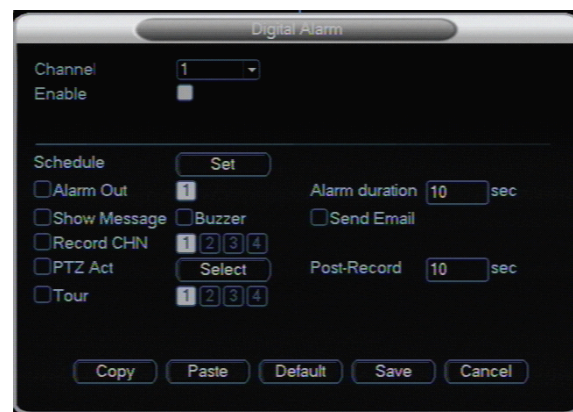 Digital Alarm
Channel 1
Enable
Schedule Set
Alarm Out 1 Alarm duration 10 sec
Show Message Buzzer Send Email
Record CHN 1 2 3 4
PTZ Act Select Post-Record 10 sec
Tour 1 2 3 4
Copy Paste Default Save Cancel